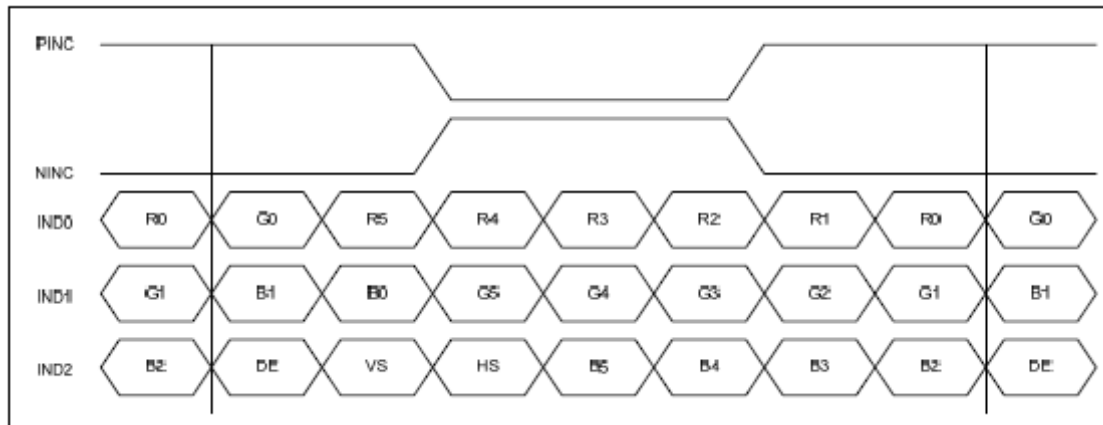 PINC
NINC
IND0 R0 G0 R5 R4 R3 R2 R1 R0 G0
IND1 G1 B1 B0 G5 G4 G3 G2 G1 B1
IND2 B2 DE VS HS B5 B4 B3 B2 DE